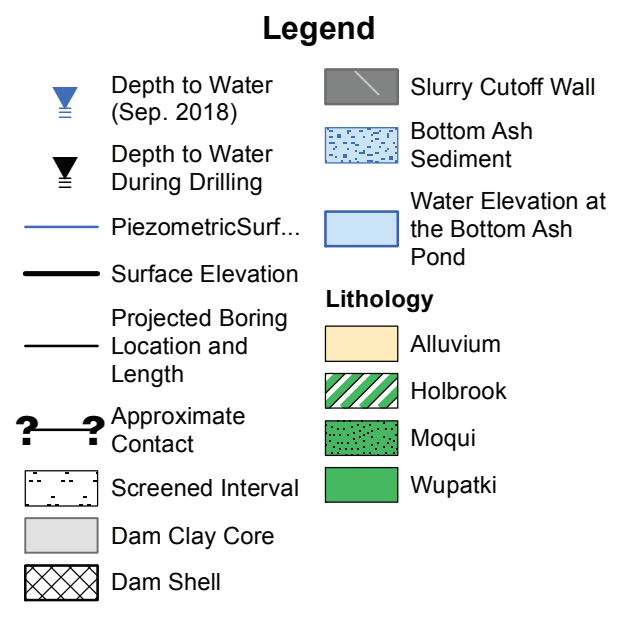 Legend
Depth to Water
(Sep. 2018)
Depth to Water
During Drilling
PiezometricSurf...
Surface Elevation
Projected Boring
Location and
Length
? ?
Approximate
Contact
Screened Interval
Dam Clay Core
Dam Shell
Slurry Cutoff Wall
Bottom Ash
Sediment
Water Elevation at
the Bottom Ash
Pond
Lithology
Alluvium
Holbrook
Moqui
Wupatki